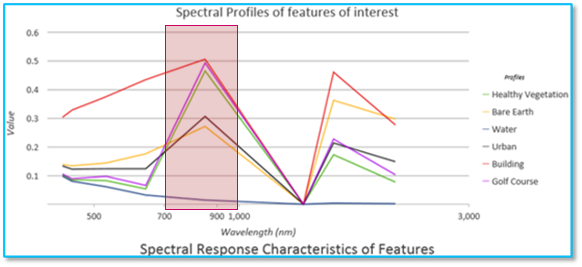 Spectral Profiles of features of interest
0.6
0.5
0.4
0.3
0.2
0.1
Value
500
700
900
1,000
3,000
Wavelength (nm)
Profiles
Healthy Vegetation
Bare Earth
Water
Urban
Building
Golf Course
Spectral Response Characteristics of Features